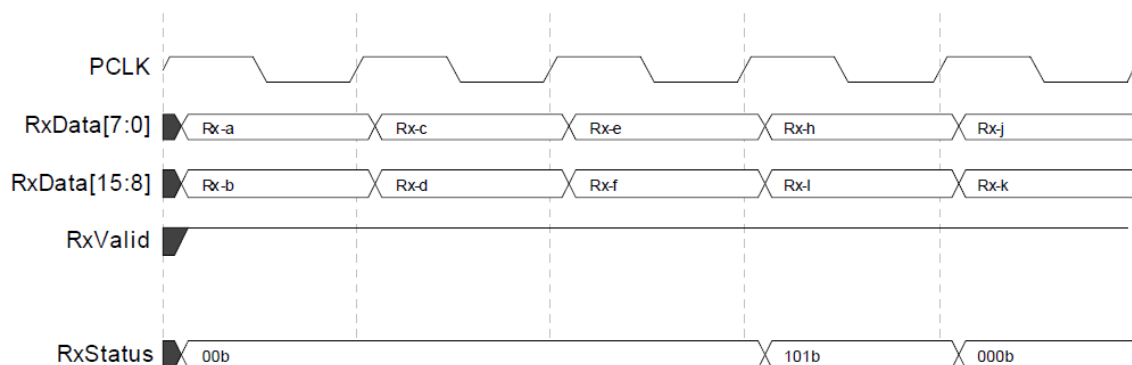 PCLK
RxData[7:0] Rx-a Rx-c Rx-e Rx-h Rx-j
RxData[15:8] Rx-b Rx-d Rx-f Rx-l Rx-k
RxValid
RxStatus 00b 101b 000b